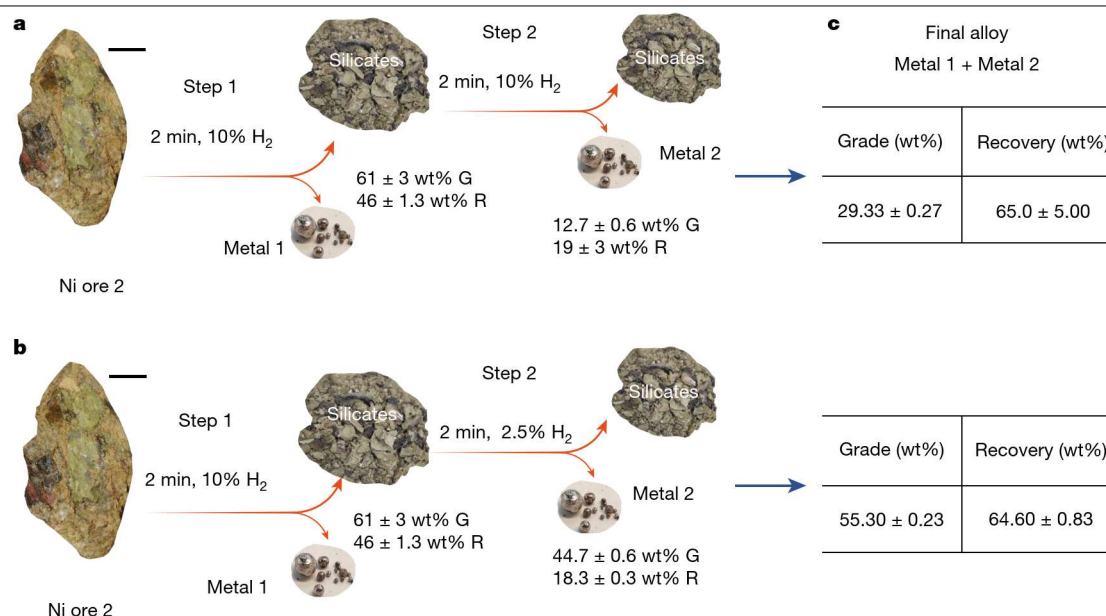 a
Step 1
2 min, 10% H₂
Ni ore 2
Silicates
61 ± 3 wt% G
46 ± 1.3 wt% R
Metal 1
Step 2
2 min, 10% H₂
Silicates
Metal 2
12.7 ± 0.6 wt% G
19 ± 3 wt% R
c
Final alloy
Metal 1 + Metal 2
Grade (wt%) Recovery (wt%)
29.33 ± 0.27 65.0 ± 5.00
b
Step 1
2 min, 10% H₂
Ni ore 2
Silicates
61 ± 3 wt% G
46 ± 1.3 wt% R
Metal 1
Step 2
2 min, 2.5% H₂
Silicates
Metal 2
44.7 ± 0.6 wt% G
18.3 ± 0.3 wt% R
Grade (wt%) Recovery (wt%)
55.30 ± 0.23 64.60 ± 0.83